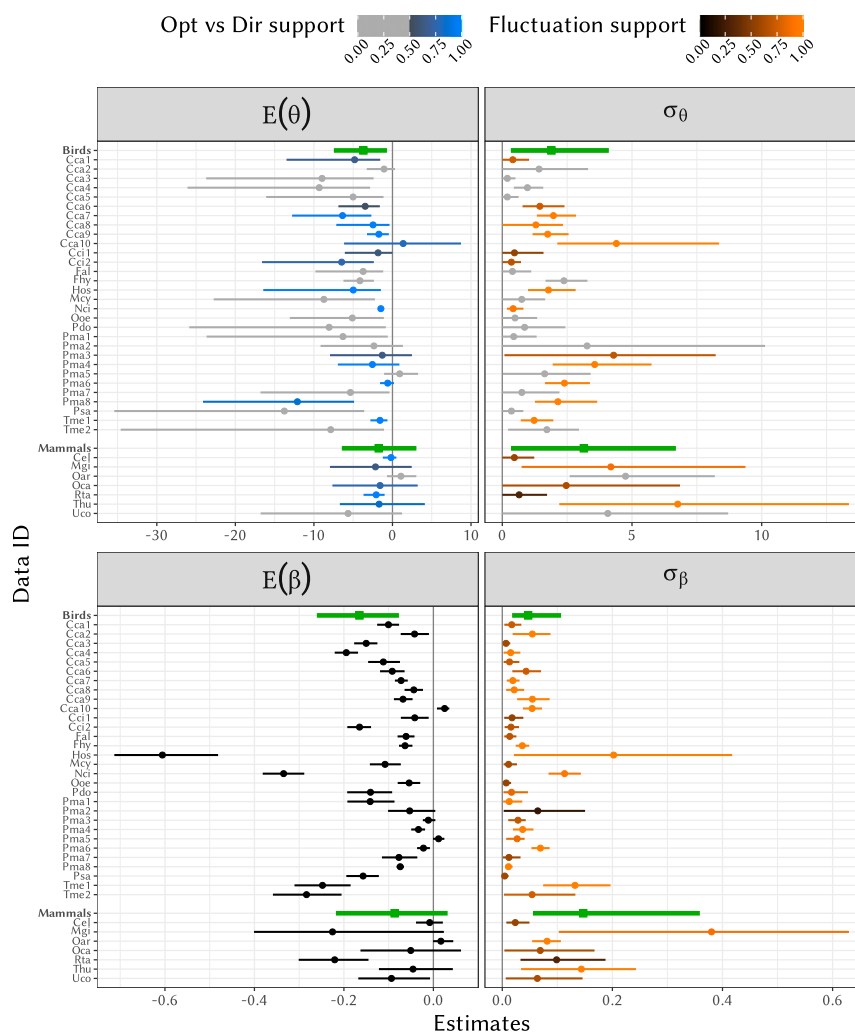 Opt vs Dir support 0.00 0.25 0.50 0.75 1.00 Fluctuation support 0.00 0.25 0.50 0.75 1.00
E(θ) σθ
Birds
Cca1
Cca2
Cca3
Cca4
Cca5
Cca6
Cca7
Cca8
Cca9
Cca10
Cci1
Cci2
Fal
Fhy
Hos
Mcy
Nci
Ooe
Pdo
Pma1
Pma2
Pma3
Pma4
Pma5
Pma6
Pma7
Pma8
Psa
Tme1
Tme2
Mammals
Cel
Mgi
Oar
Oca
Rta
Thu
Uco
-30 -20 -10 0 10 0 5 10
Data ID
E(β) σβ
Birds
Cca1
Cca2
Cca3
Cca4
Cca5
Cca6
Cca7
Cca8
Cca9
Cca10
Cci1
Cci2
Fal
Fhy
Hos
Mcy
Nci
Ooe
Pdo
Pma1
Pma2
Pma3
Pma4
Pma5
Pma6
Pma7
Pma8
Psa
Tme1
Tme2
Mammals
Cel
Mgi
Oar
Oca
Rta
Thu
Uco
-0.6 -0.4 -0.2 0.0 0.0 0.2 0.4 0.6
Estimates